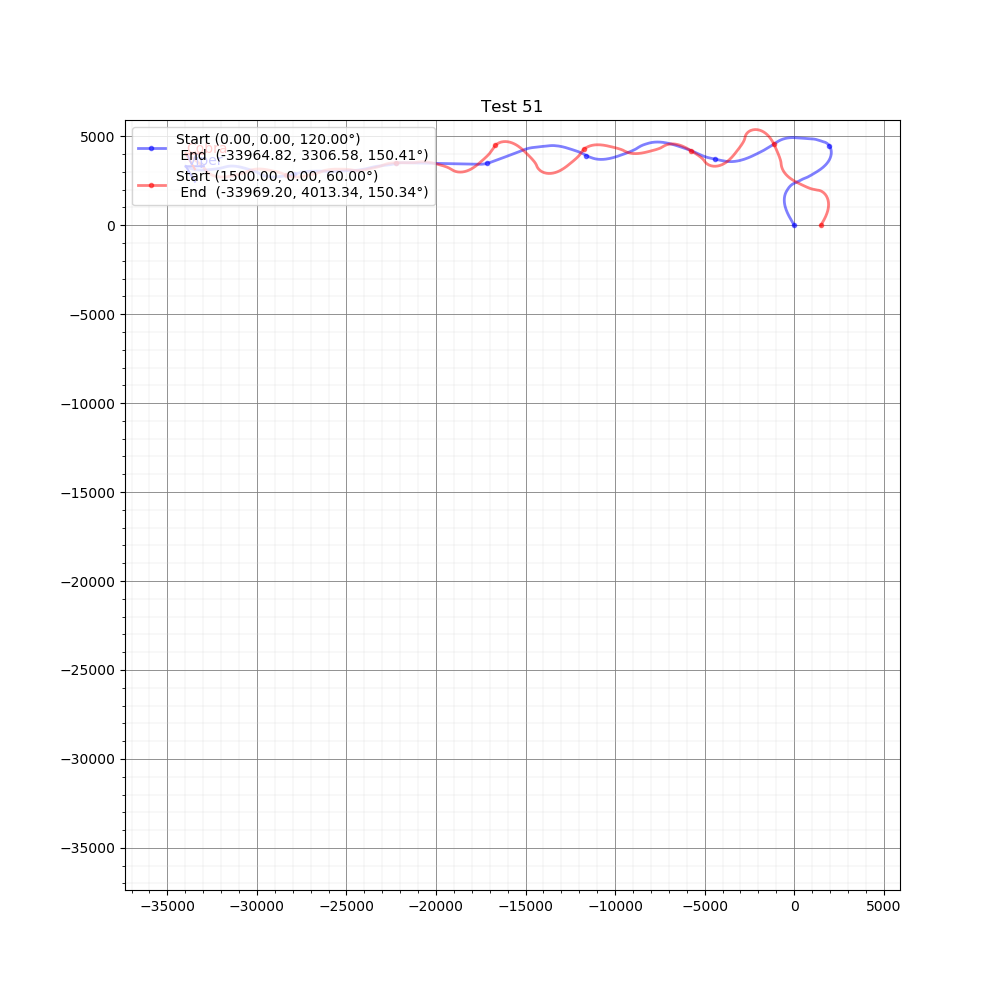 Test 51
Start (0.00, 0.00, 120.00°)
End (-33964.82, 3306.58, 150.41°)
Start (1500.00, 0.00, 60.00°)
End (-33969.20, 4013.34, 150.34°)
5000
0
−5000
−10000
−15000
−20000
−25000
−30000
−35000
−35000 −30000 −25000 −20000 −15000 −10000 −5000 0 5000